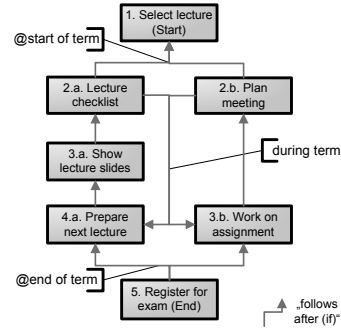 1. Select lecture
(Start)
@start of term
2.a. Lecture
checklist
2.b. Plan
meeting
during term
3.a. Show
lecture slides
4.a. Prepare
next lecture
3.b. Work on
assignment
@end of term
5. Register for
exam (End)
„follows
after (if)“